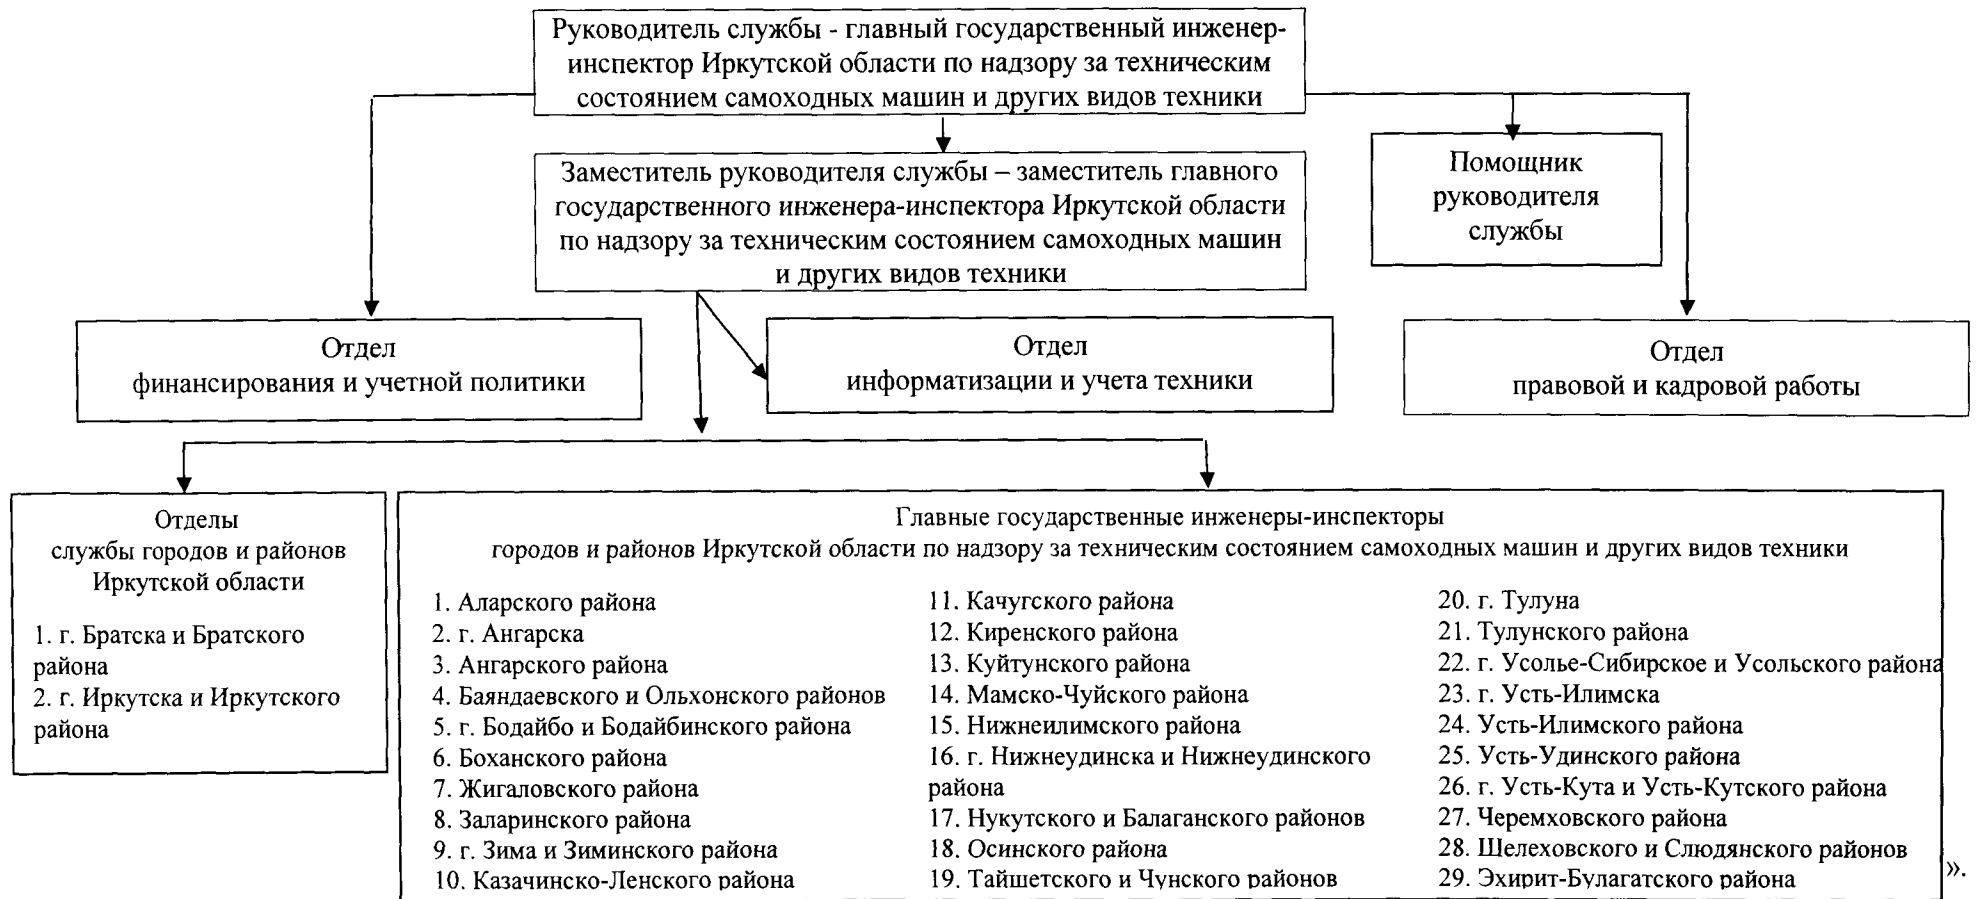 Руководитель службы - главный государственный инженер-
инспектор Иркутской области по надзору за техническим
состоянием самоходных машин и других видов техники
Заместитель руководителя службы – заместитель главного
государственного инженера-инспектора Иркутской области
по надзору за техническим состоянием самоходных машин
и других видов техники
Помощник
руководителя
службы
Отдел
финансирования и учетной политики
Отдел
информатизации и учета техники
Отдел
правовой и кадровой работы
Отделы
службы городов и районов
Иркутской области
1. г. Братска и Братского
района
2. г. Иркутска и Иркутского
района
Главные государственные инженеры-инспекторы
городов и районов Иркутской области по надзору за техническим состоянием самоходных машин и других видов техники
1. Аларского района
2. г. Ангарска
3. Ангарского района
4. Баяндаевского и Ольхонского районов
5. г. Бодайбо и Бодайбинского района
6. Боханского района
7. Жигаловского района
8. Заларинского района
9. г. Зима и Зиминского района
10. Казачинско-Ленского района
11. Качугского района
12. Киренского района
13. Куйтунского района
14. Мамско-Чуйского района
15. Нижнеилимского района
16. г. Нижнеудинска и Нижнеудинского
района
17. Нукутского и Балаганского районов
18. Осинского района
19. Тайшетского и Чунского районов
20. г. Тулуна
21. Тулунского района
22. г. Усолье-Сибирское и Усольского района
23. г. Усть-Илимска
24. Усть-Илимского района
25. Усть-Удинского района
26. г. Усть-Кута и Усть-Кутского района
27. Черемховского района
28. Шелеховского и Слюдянского районов
29. Эхирит-Булагатского района
».